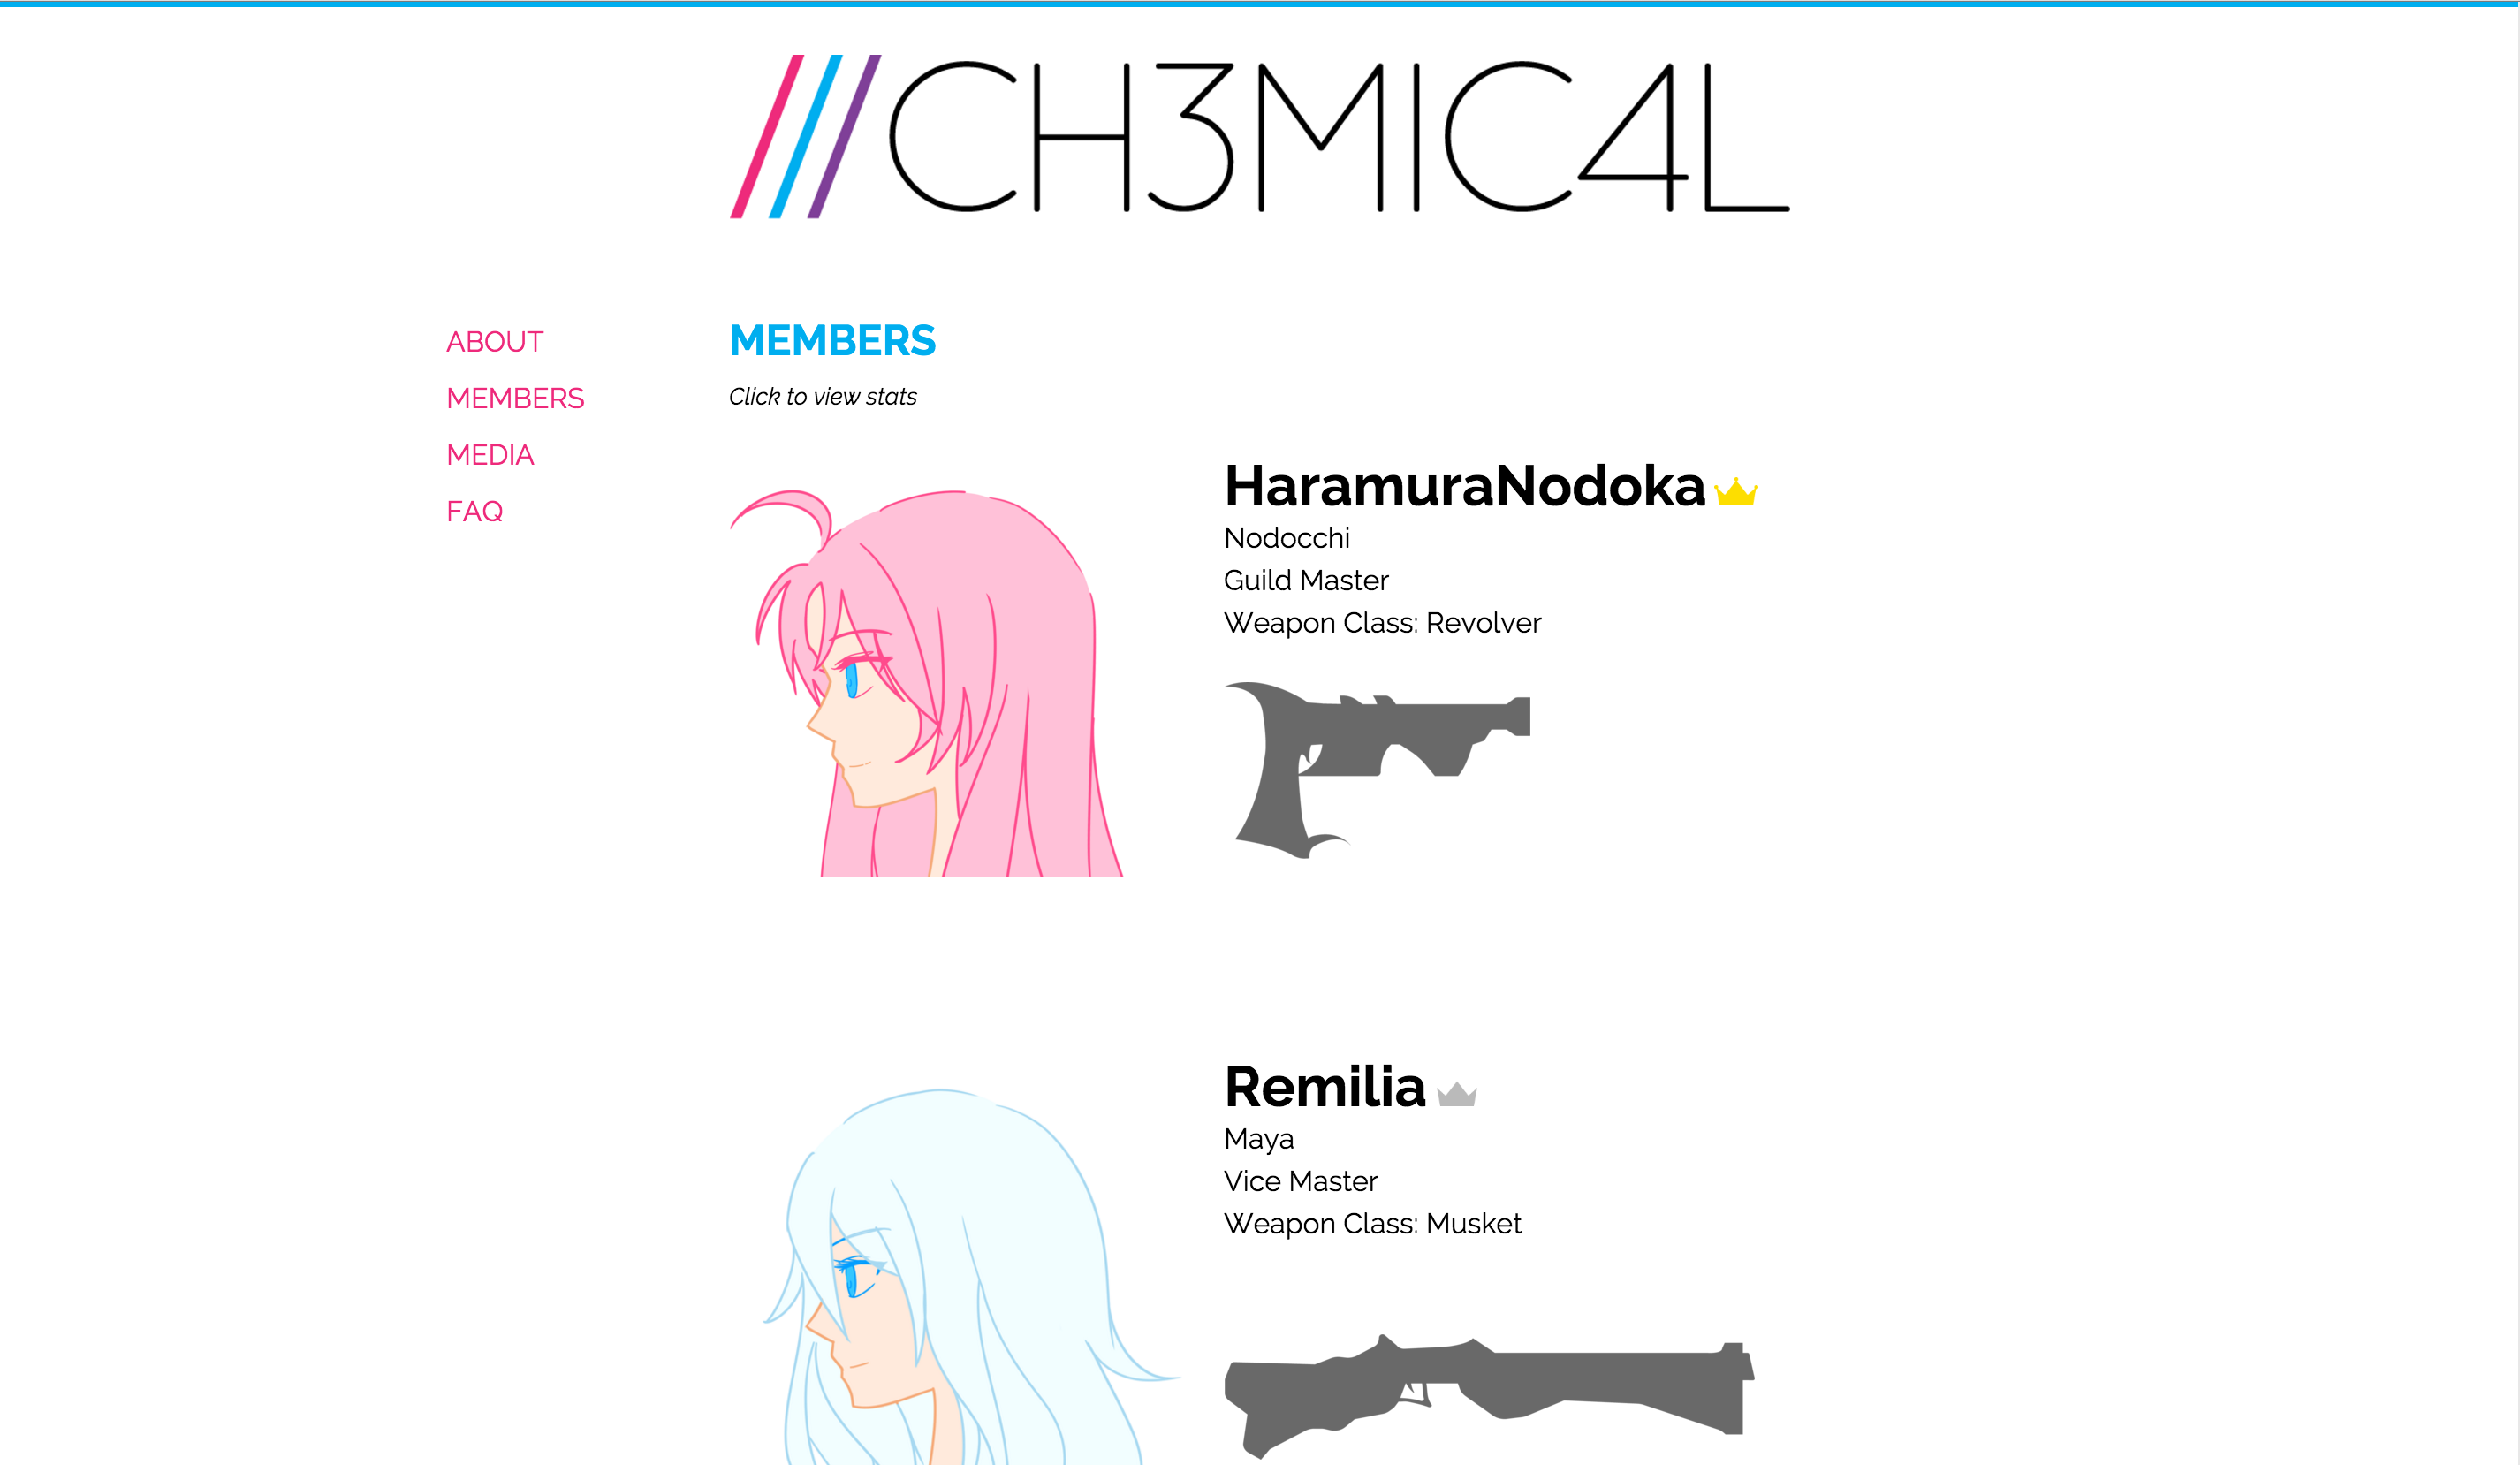 ///CH3MIC4L
ABOUT
MEMBERS
MEDIA
FAQ
MEMBERS
Click to view stats
HaramuraNodoka
Nodocchi
Guild Master
Weapon Class: Revolver
Remilia
Maya
Vice Master
Weapon Class: Musket